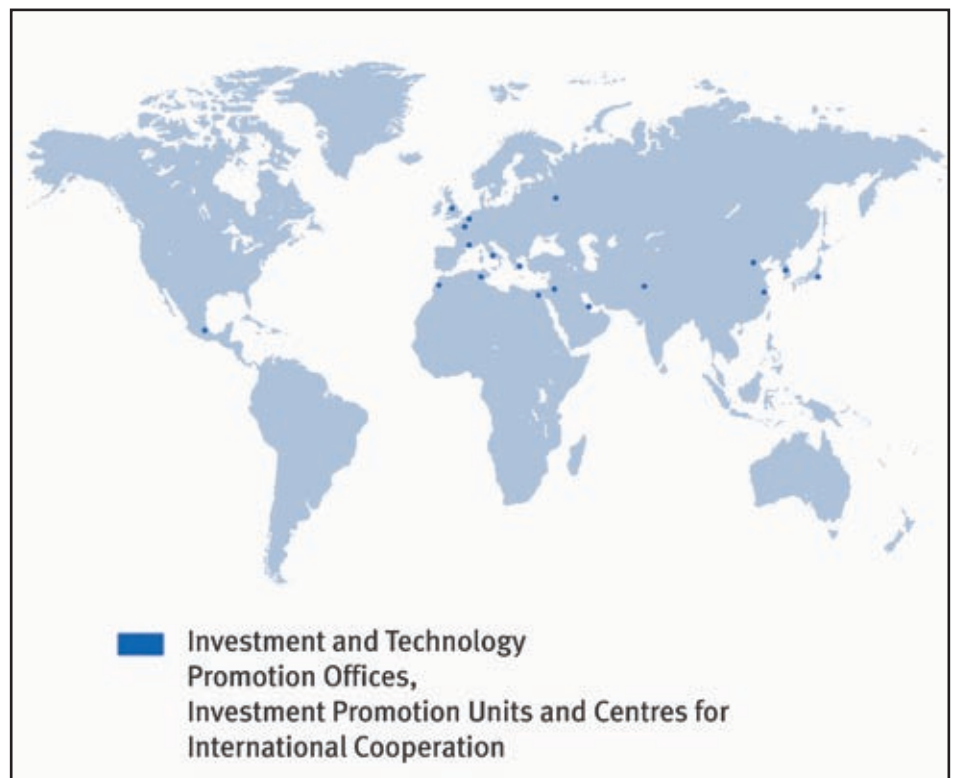 Investment and Technology
Promotion Offices,
Investment Promotion Units and Centres for
International Cooperation